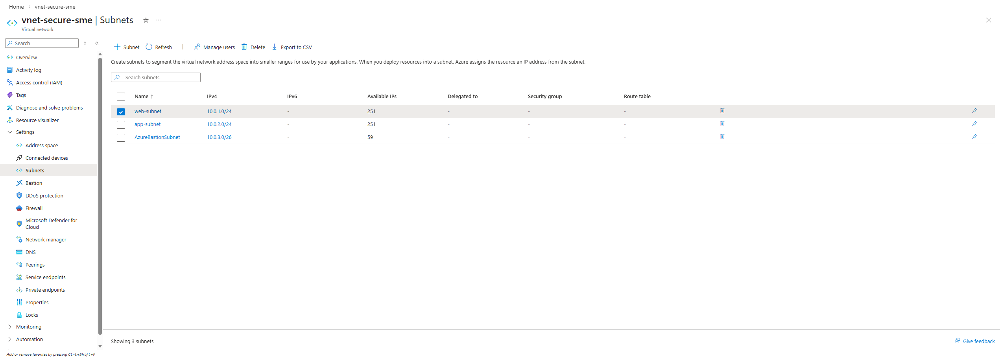 Home > vnet-secure-sme
vnet-secure-sme | Subnets
Virtual network
Search
Overview
Activity log
Access control (IAM)
Tags
Diagnose and solve problems
Resource visualizer
Settings
Address space
Connected devices
Subnets
Bastion
DDoS protection
Firewall
Microsoft Defender for
Cloud
Network manager
DNS
Peerings
Service endpoints
Private endpoints
Properties
Locks
Monitoring
Automation
Add or remove favorites by pressing Ctrl+Shift+F
Subnet Refresh | Manage users Delete Export to CSV
Create subnets to segment the virtual network address space into smaller ranges for use by your applications. When you deploy resources into a subnet, Azure assigns the resource an IP address from the subnet.
Search subnets
Name ↑ IPv4 IPv6 Available IPs Delegated to Security group Route table
web-subnet 10.0.1.0/24 - 251 - - -
app-subnet 10.0.2.0/24 - 251 - - -
AzureBastionSubnet 10.0.3.0/26 - 59 - - -
Showing 3 subnets
Give feedback